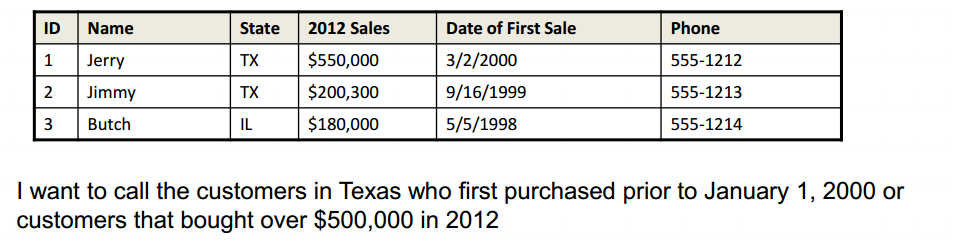 ID Name State 2012 Sales Date of First Sale Phone
1 Jerry TX $550,000 3/2/2000 555-1212
2 Jimmy TX $200,300 9/16/1999 555-1213
3 Butch IL $180,000 5/5/1998 555-1214
I want to call the customers in Texas who first purchased prior to January 1, 2000 or
customers that bought over $500,000 in 2012